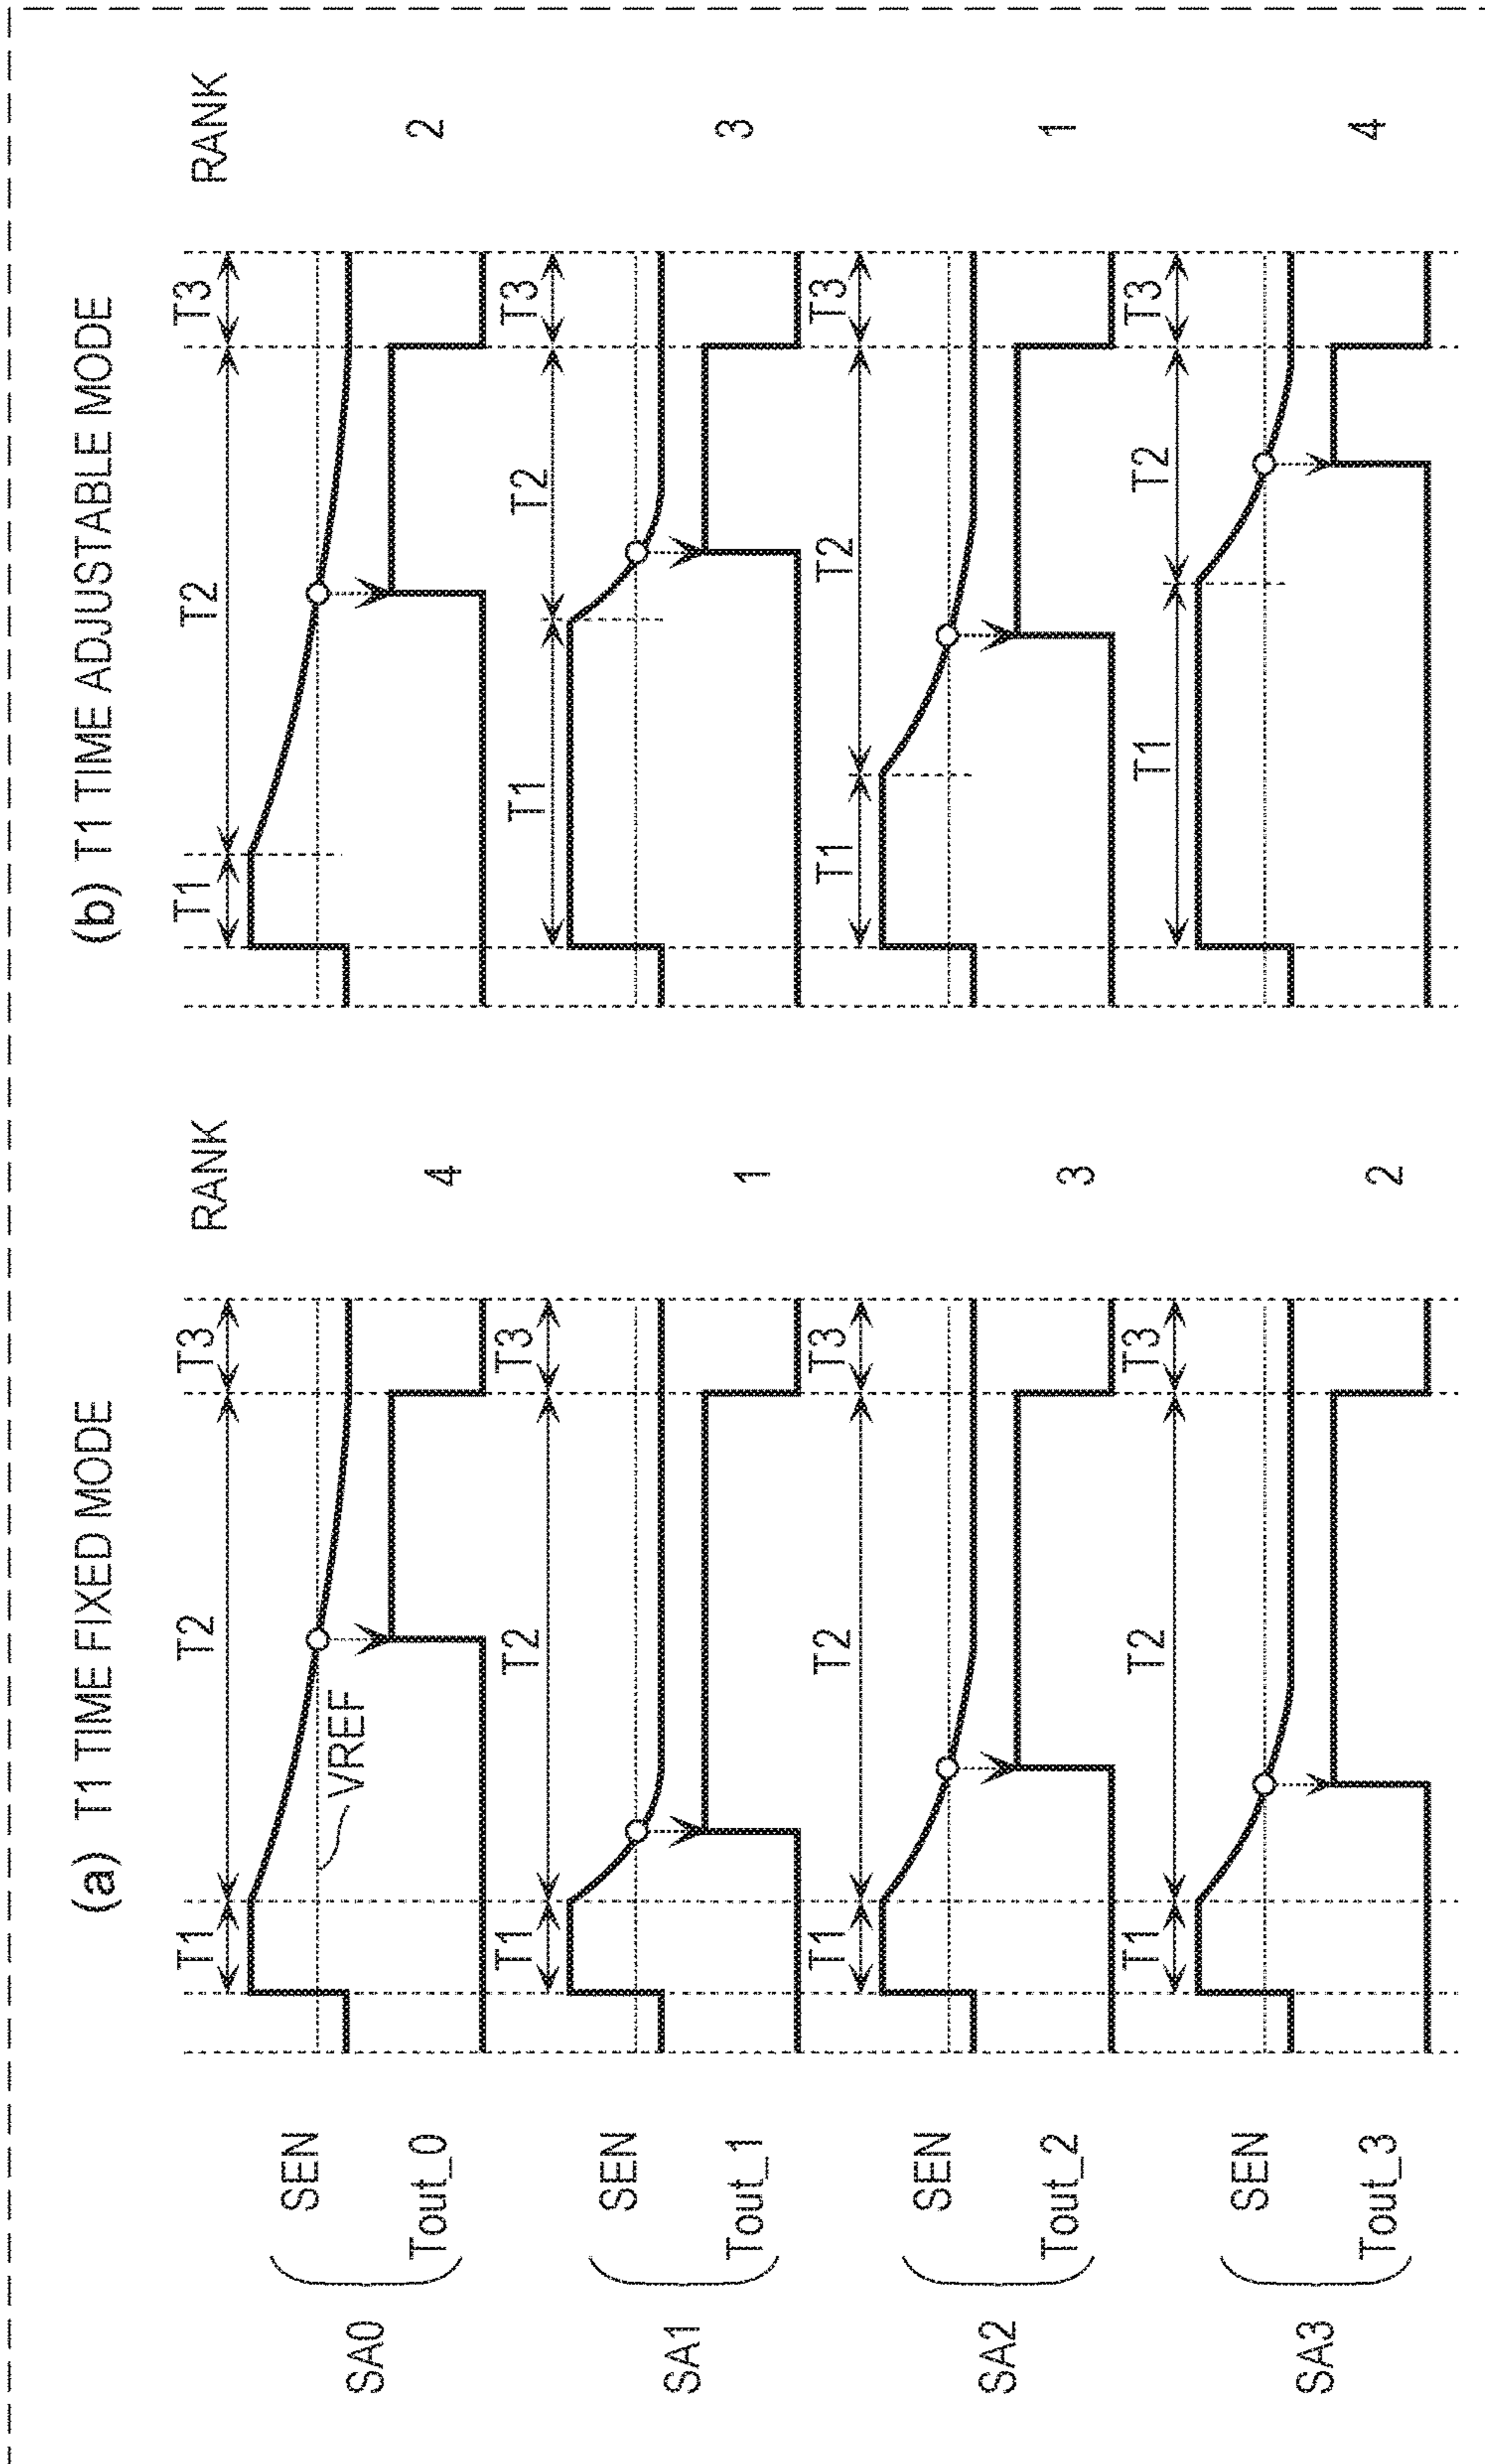 (a) T1 TIME FIXED MODE
(b) T1 TIME ADJUSTABLE MODE
RANK
RANK
T1 T2 T3
T1 T2 T3
SA0
SEN
VREF
Tout_0
4
2
T1 T2 T3
T1 T2 T3
SA1
SEN
Tout_1
1
3
T1 T2 T3
T1 T2 T3
SA2
SEN
Tout_2
3
1
T1 T2 T3
T1 T2 T3
SA3
SEN
Tout_3
2
4